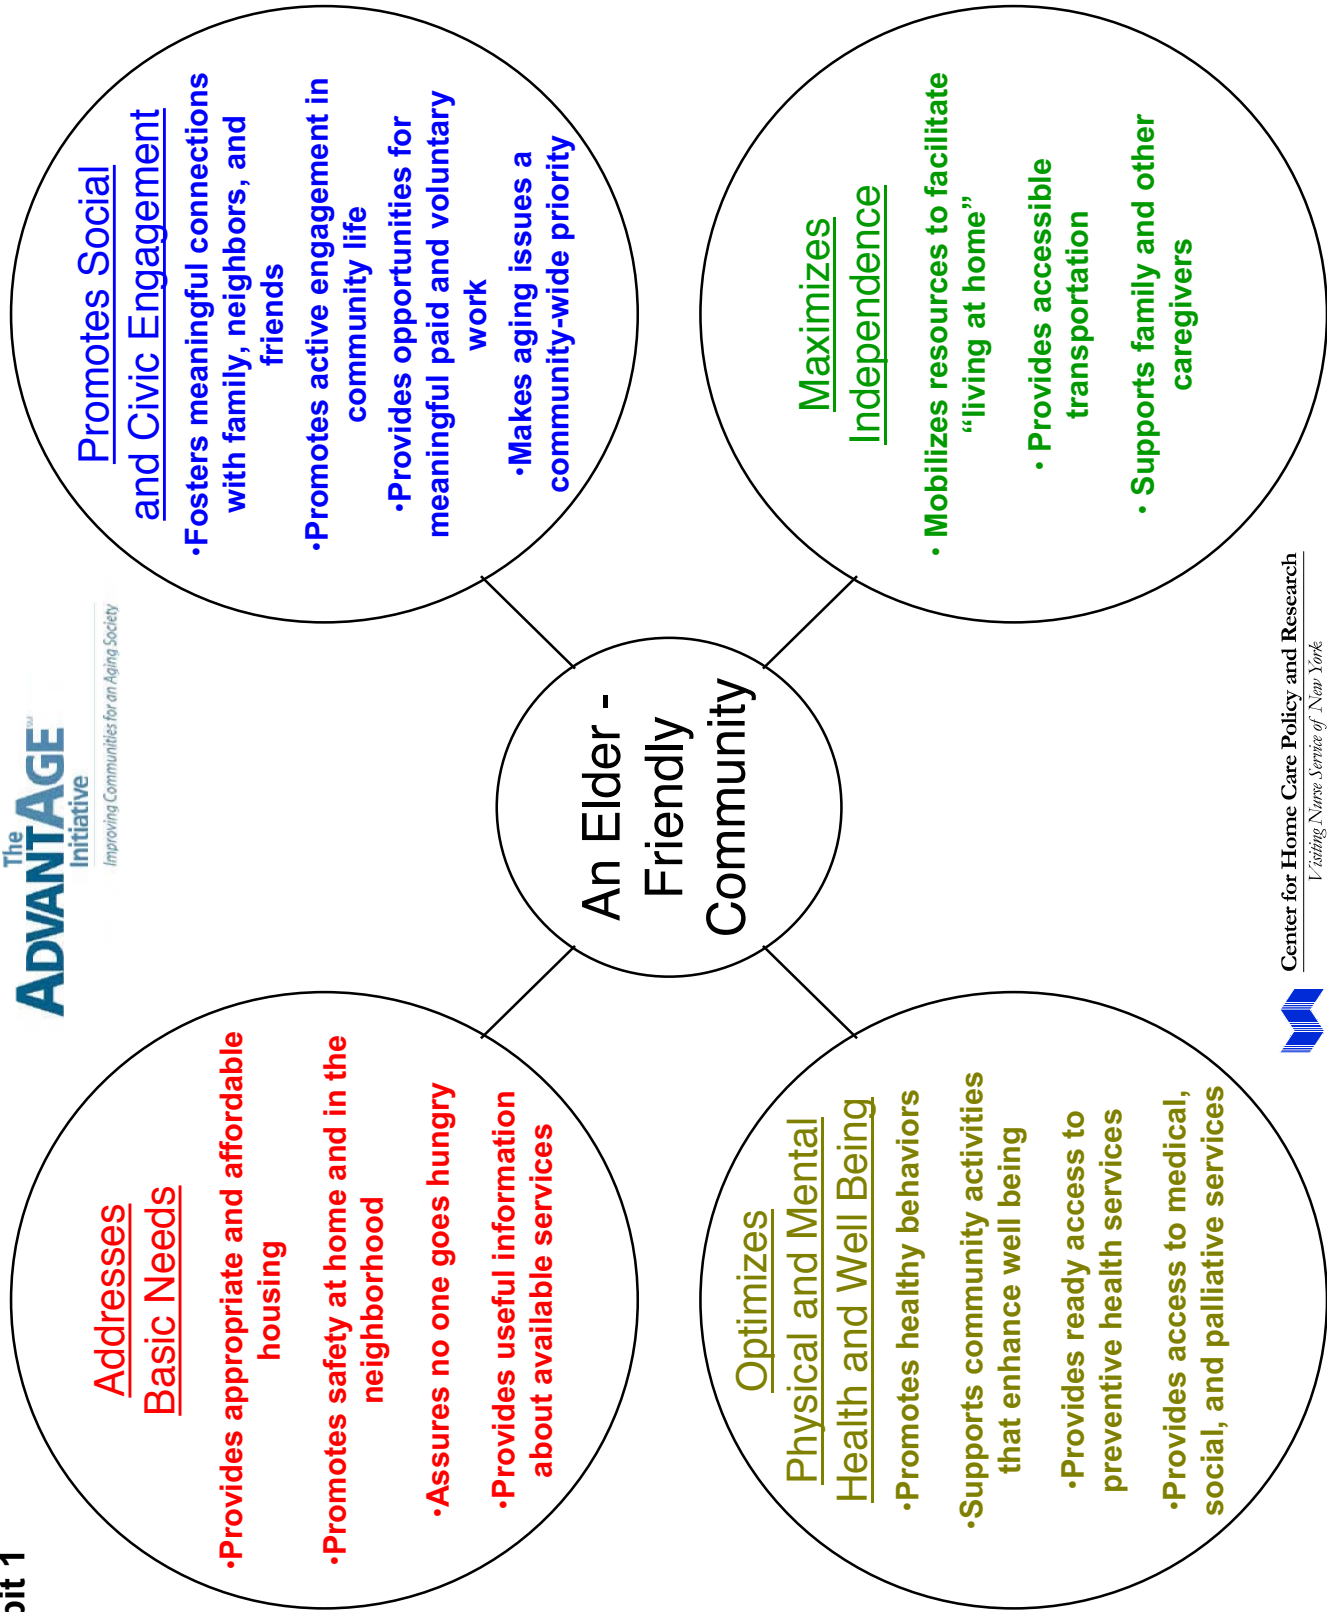 The
ADVANTAGE℠
Initiative
Improving Communities for an Aging Society
Addresses
Basic Needs
•Provides appropriate and affordable
housing
•Promotes safety at home and in the
neighborhood
•Assures no one goes hungry
•Provides useful information
about available services
Promotes Social
and Civic Engagement
•Fosters meaningful connections
with family, neighbors, and
friends
•Promotes active engagement in
community life
•Provides opportunities for
meaningful paid and voluntary
work
•Makes aging issues a
community-wide priority
An Elder -
Friendly
Community
Optimizes
Physical and Mental
Health and Well Being
•Promotes healthy behaviors
•Supports community activities
that enhance well being
•Provides ready access to
preventive health services
•Provides access to medical,
social, and palliative services
Maximizes
Independence
• Mobilizes resources to facilitate
“living at home”
• Provides accessible
transportation
• Supports family and other
caregivers
Center for Home Care Policy and Research
Visiting Nurse Service of New York